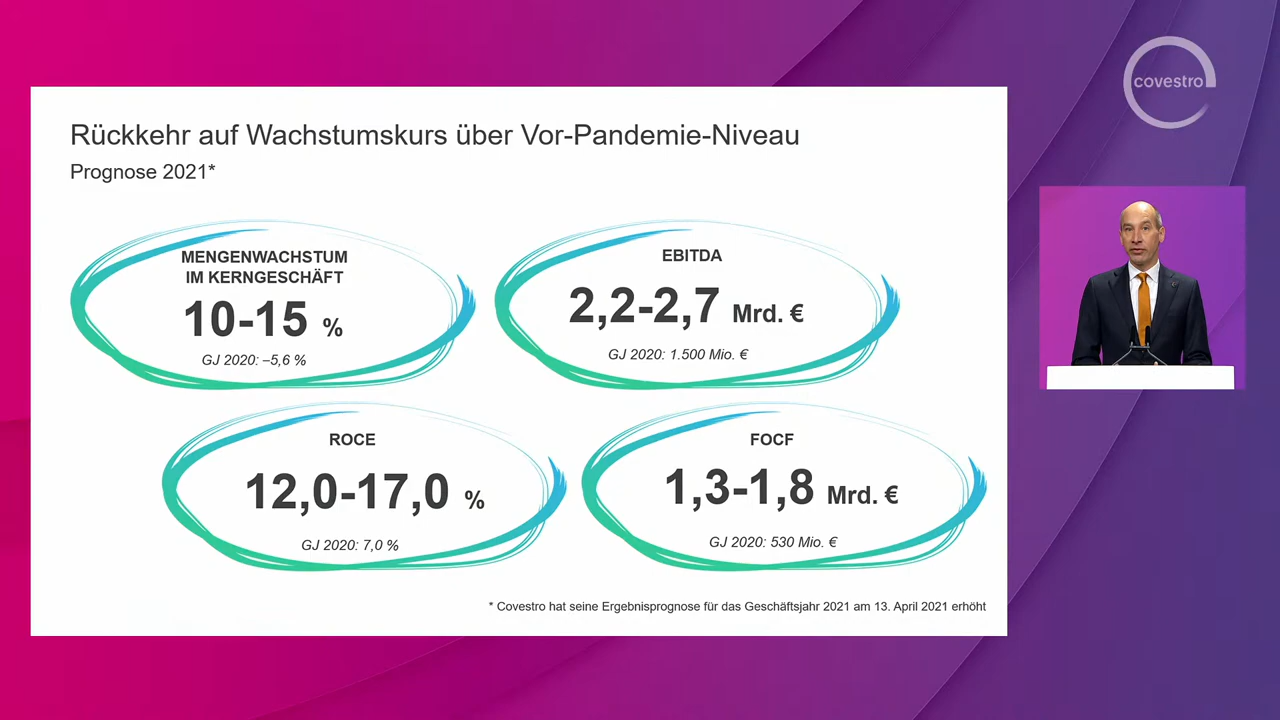 covestro
Rückkehr auf Wachstumskurs über Vor-Pandemie-Niveau
Prognose 2021*
MENGENWACHSTUM
IM KERNGESCHÄFT
10-15 %
GJ 2020: –5,6 %
EBITDA
2,2-2,7 Mrd. €
GJ 2020: 1.500 Mio. €
ROCE
12,0-17,0 %
GJ 2020: 7,0 %
FOCF
1,3-1,8 Mrd. €
GJ 2020: 530 Mio. €
* Covestro hat seine Ergebnisprognose für das Geschäftsjahr 2021 am 13. April 2021 erhöht